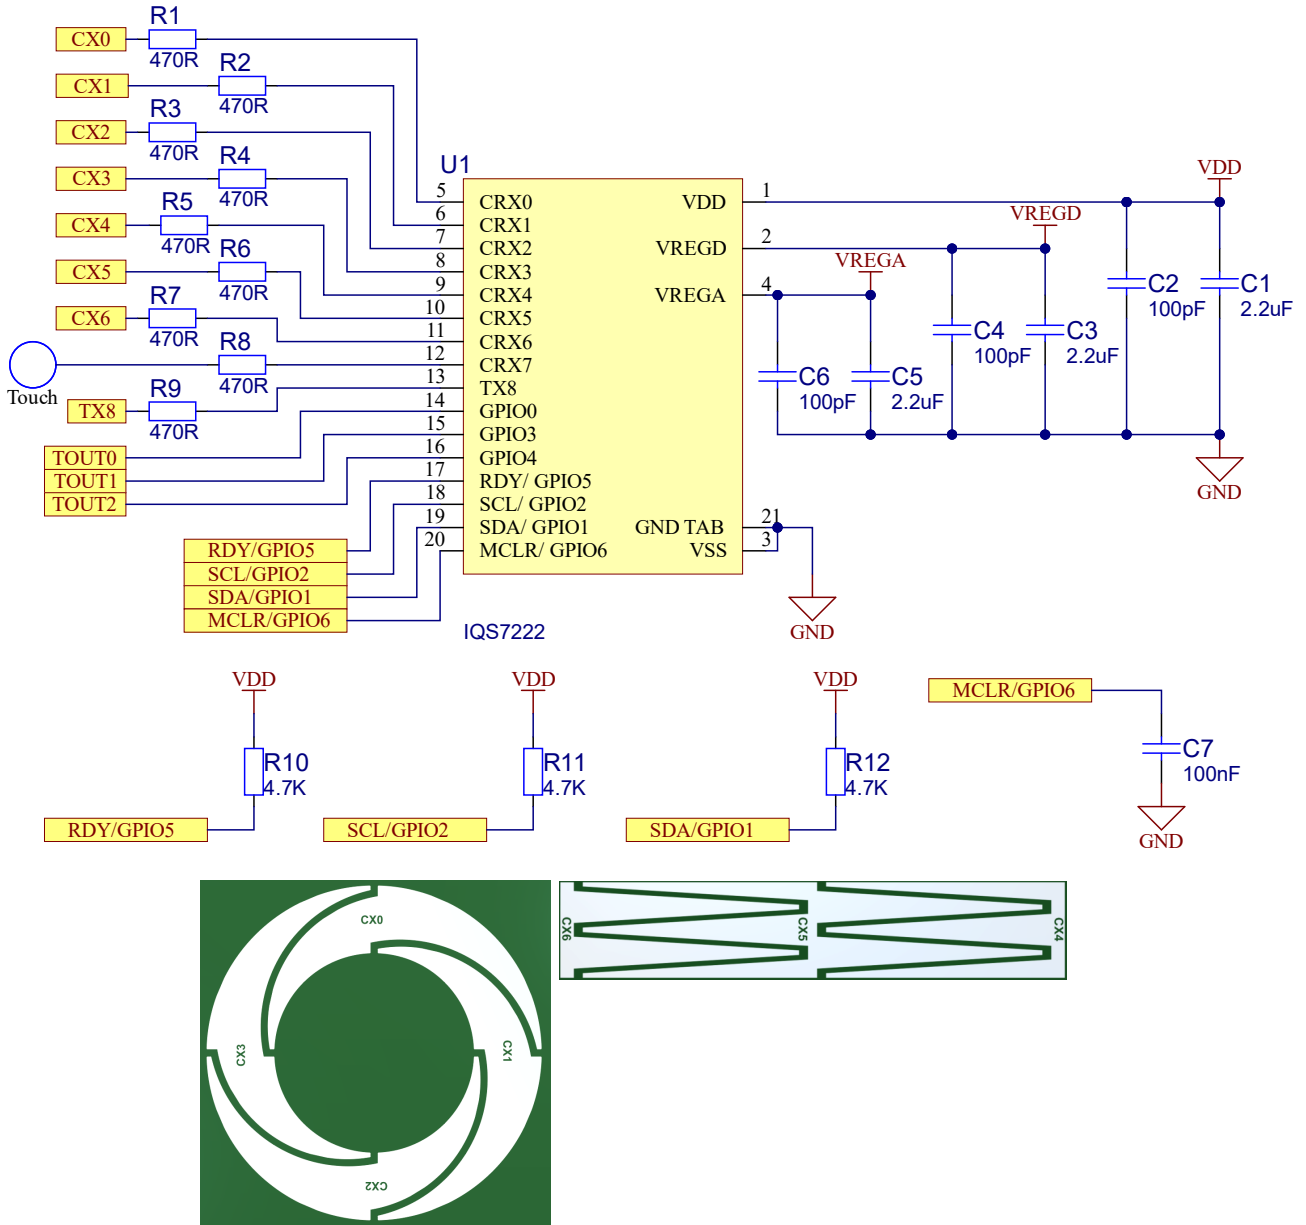 CX0
R1
470R
CX1
R2
470R
CX2
R3
470R
CX3
R4
470R
CX4
R5
470R
CX5
R6
470R
CX6
R7
470R
Touch
R8
470R
TX8
R9
470R
TOUT0
TOUT1
TOUT2
RDY/GPIO5
SCL/GPIO2
SDA/GPIO1
MCLR/GPIO6
U1
5 CRX0
6 CRX1
7 CRX2
8 CRX3
9 CRX4
10 CRX5
11 CRX6
12 CRX7
13 TX8
14 GPIO0
15 GPIO3
16 GPIO4
17 RDY/ GPIO5
18 SCL/ GPIO2
19 SDA/ GPIO1
20 MCLR/ GPIO6
VDD 1
VREGD 2
VREGA 4
GND TAB 21
VSS 3
IQS7222
GND
VREGA
VREGD
VDD
C6
100pF
C5
2.2uF
C4
100pF
C3
2.2uF
C2
100pF
C1
2.2uF
GND
VDD
R10
4.7K
RDY/GPIO5
VDD
R11
4.7K
SCL/GPIO2
VDD
R12
4.7K
SDA/GPIO1
MCLR/GPIO6
C7
100nF
GND
CX0
CX1
CX2
CX3
CX6
CX5
CX4